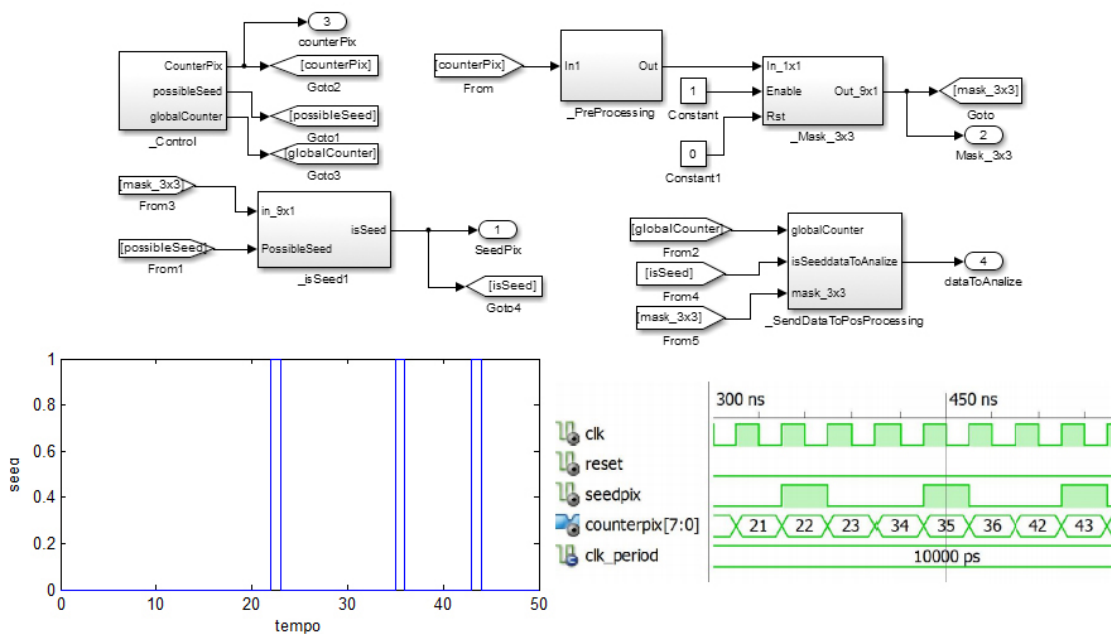 3
counterPix
CounterPix
possibleSeed
globalCounter
_Control
[counterPix]
Goto2
[possibleSeed]
Goto1
[globalCounter]
Goto3
[counterPix]
From
In1
Out
_PreProcessing
1
Constant
0
Constant1
In_1x1
Enable
Rst
Out_9x1
_Mask_3x3
[mask_3x3]
Goto
2
Mask_3x3
[mask_3x3]
From3
[possibleSeed]
From1
in_9x1
PossibleSeed
isSeed
_isSeed1
1
SeedPix
[isSeed]
Goto4
[globalCounter]
From2
[isSeed]
From4
[mask_3x3]
From5
globalCounter
isSeeddataToAnalize
mask_3x3
_SendDataToPosProcessing
4
dataToAnalize
1
0.8
0.6
0.4
0.2
0
seed
0 10 20 30 40 50
tempo
300 ns 450 ns
clk
reset
seedpix
counterpix[7:0] 21 22 23 34 35 36 42 43
clk_period 10000 ps